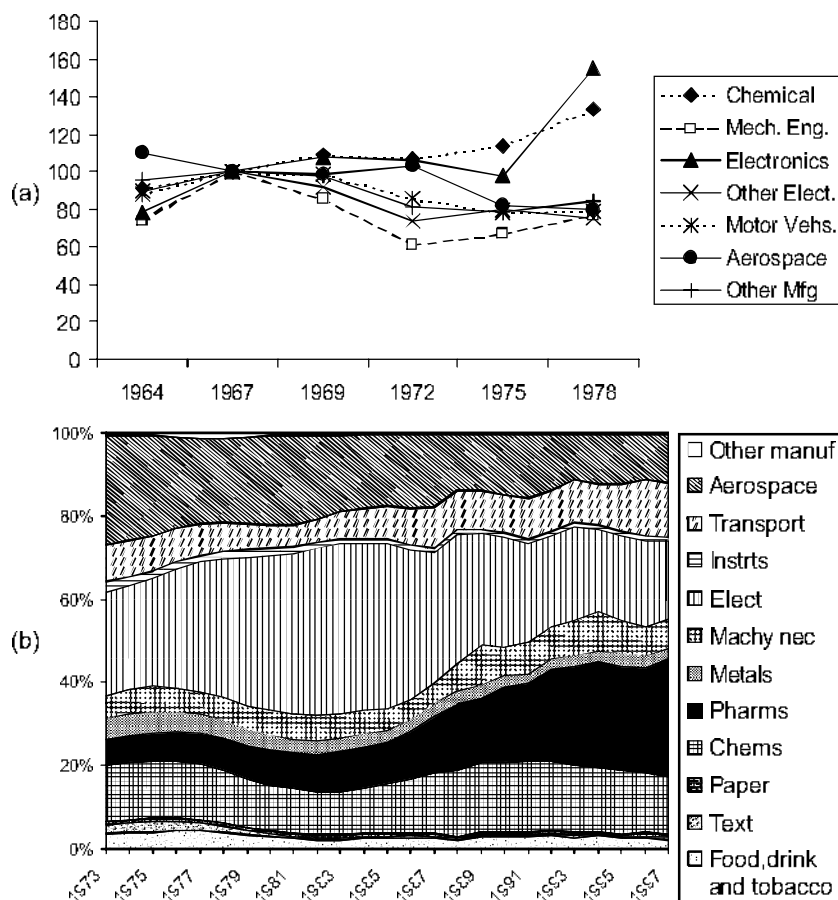 180
160
140
120
100
80
60
40
20
0
(a)
1964 1967 1969 1972 1975 1978
Chemical
Mech. Eng.
Electronics
Other Elect.
Motor Vehs.
Aerospace
Other Mfg
100%
80%
60%
40%
20%
0%
(b)
1973 1975 1977 1979 1981 1983 1985 1987 1989 1991 1993 1995 1997
Other manuf
Aerospace
Transport
Instrts
Elect
Machy nec
Metals
Pharms
Chems
Paper
Text
Food,drink
and tobacco